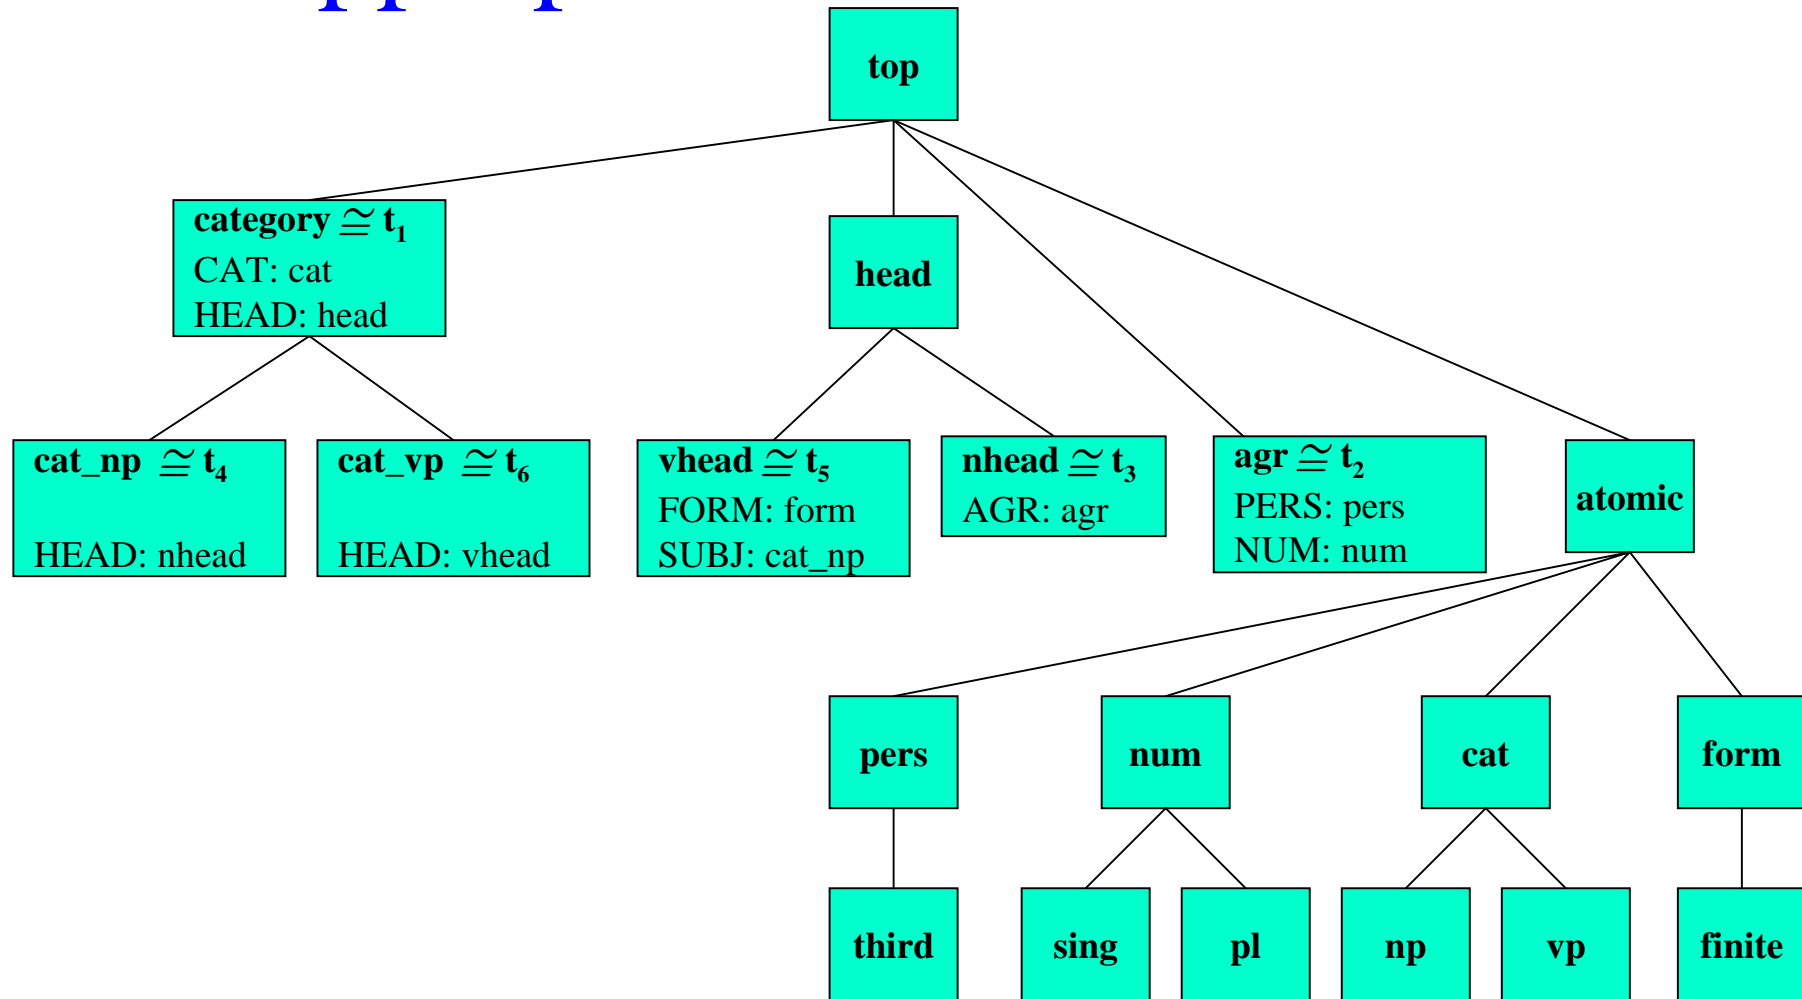 top
category ≅ t₁
CAT: cat
HEAD: head
head
cat_np ≅ t₄
HEAD: nhead
cat_vp ≅ t₆
HEAD: vhead
vhead ≅ t₅
FORM: form
SUBJ: cat_np
nhead ≅ t₃
AGR: agr
agr ≅ t₂
PERS: pers
NUM: num
atomic
pers
num
cat
form
third
sing
pl
np
vp
finite